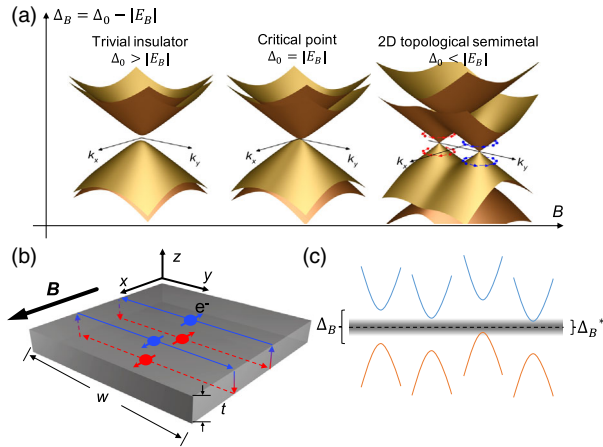 (a)
Δ_B = Δ_0 − |E_B|
Trivial insulator
Δ_0 > |E_B|
Critical point
Δ_0 = |E_B|
2D topological semimetal
Δ_0 < |E_B|
k_x
k_y
k_x
k_y
k_x
k_y
B
(b)
B
z
x
y
e⁻
w
t
(c)
Δ_B
Δ_B*